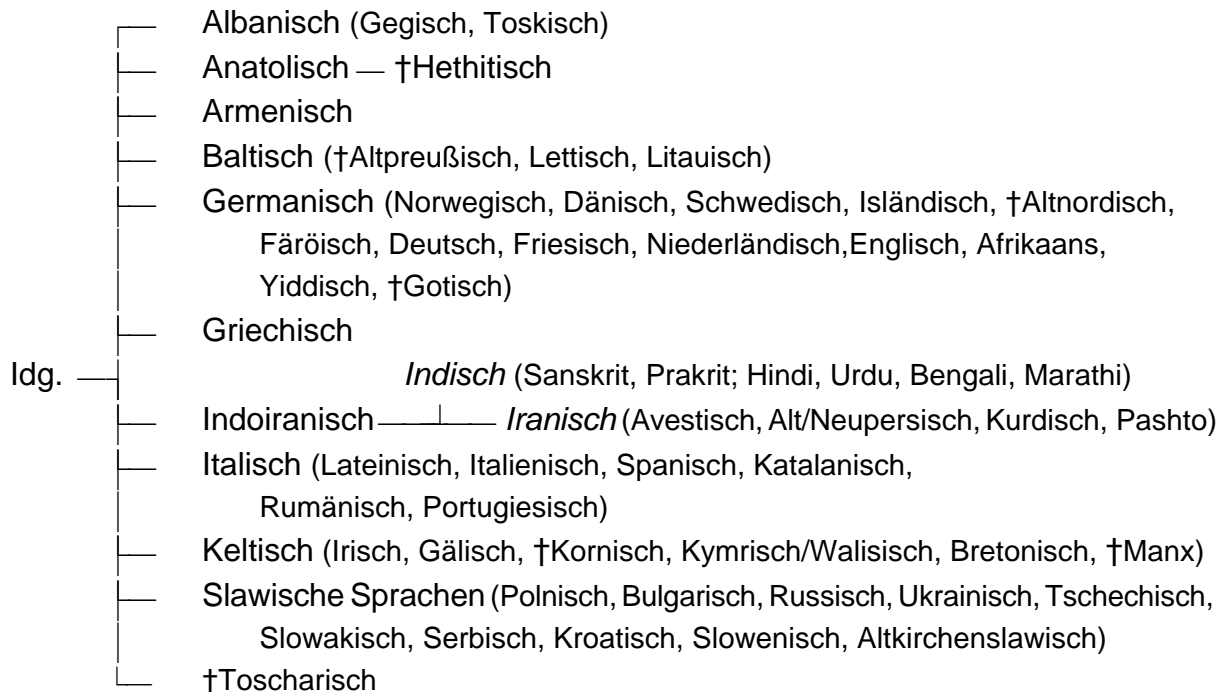 Albanisch (Gegisch, Toskisch)
Anatolisch — †Hethitisch
Armenisch
Baltisch (†Altpreußisch, Lettisch, Litauisch)
Germanisch (Norwegisch, Dänisch, Schwedisch, Isländisch, †Altnordisch,
Färöisch, Deutsch, Friesisch, Niederländisch,Englisch, Afrikaans,
Yiddisch, †Gotisch)
Griechisch
Idg.
Indisch (Sanskrit, Prakrit; Hindi, Urdu, Bengali, Marathi)
Indoiranisch
Iranisch (Avestisch, Alt/Neupersisch, Kurdisch, Pashto)
Italisch (Lateinisch, Italienisch, Spanisch, Katalanisch,
Rumänisch, Portugiesisch)
Keltisch (Irisch, Gälisch, †Kornisch, Kymrisch/Walisisch, Bretonisch, †Manx)
Slawische Sprachen (Polnisch, Bulgarisch, Russisch, Ukrainisch, Tschechisch,
Slowakisch, Serbisch, Kroatisch, Slowenisch, Altkirchenslawisch)
†Toscharisch